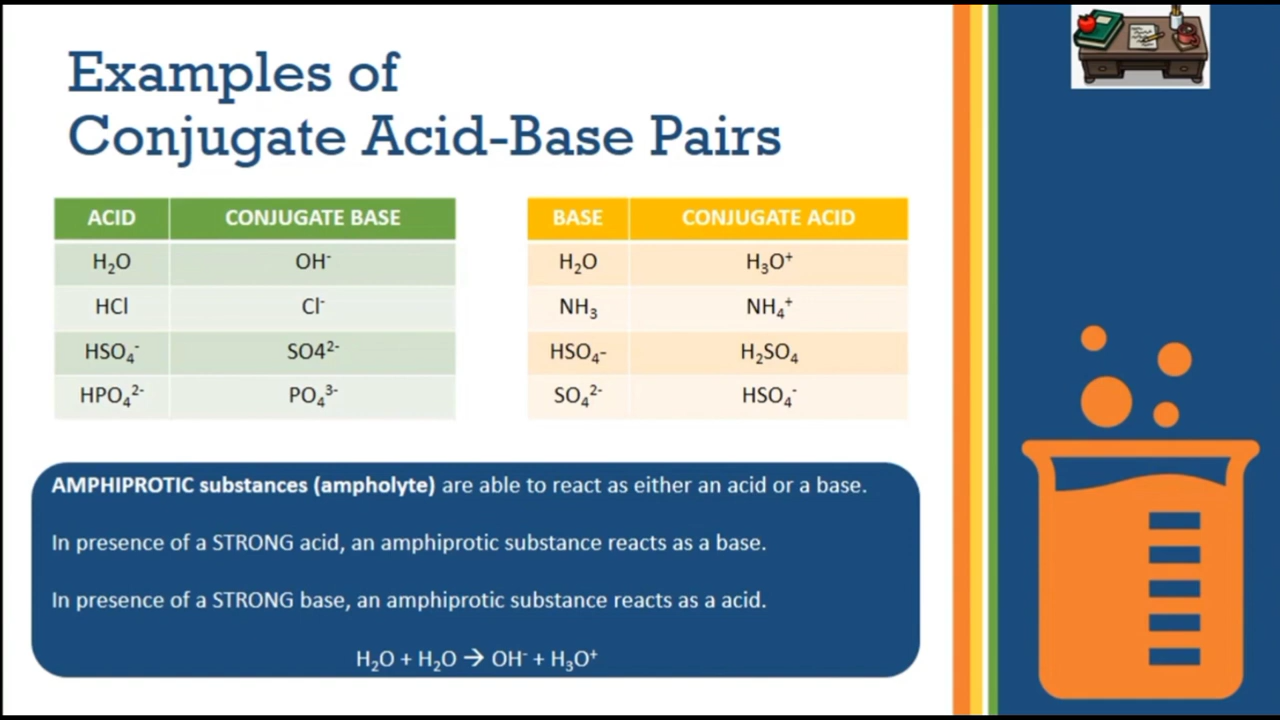 Examples of
Conjugate Acid-Base Pairs
ACID CONJUGATE BASE
H₂O OH⁻
HCl Cl⁻
HSO₄⁻ SO4²⁻
HPO₄²⁻ PO₄³⁻
BASE CONJUGATE ACID
H₂O H₃O⁺
NH₃ NH₄⁺
HSO₄₋ H₂SO₄
SO₄²⁻ HSO₄⁻
AMPHIPROTIC substances (ampholyte) are able to react as either an acid or a base.
In presence of a STRONG acid, an amphiprotic substance reacts as a base.
In presence of a STRONG base, an amphiprotic substance reacts as a acid.
H₂O + H₂O → OH⁻ + H₃O⁺